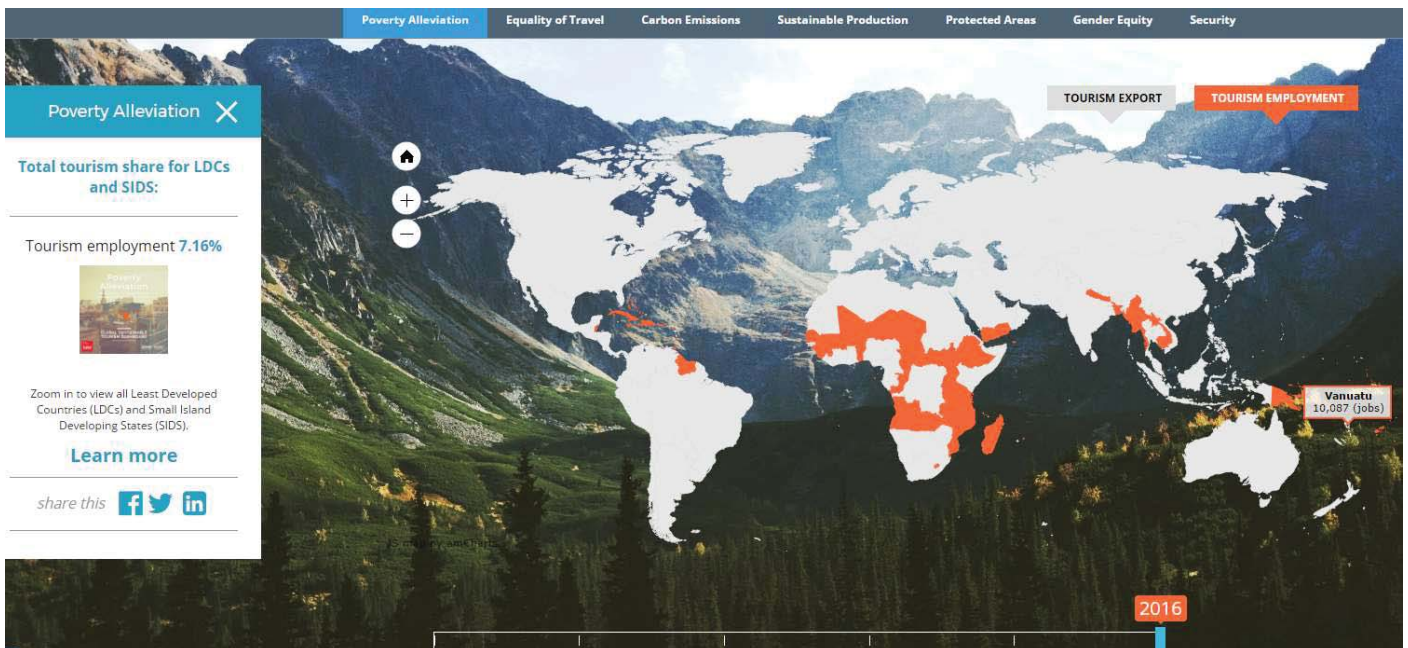 Poverty Alleviation Equality of Travel Carbon Emissions Sustainable Production Protected Areas Gender Equity Security
Poverty Alleviation
Total tourism share for LDCs
and SIDS:
Tourism employment 7.16%
Poverty
Alleviation
Zoom in to view all Least Developed
Countries (LDCs) and Small Island
Developing States (SIDS).
Learn more
share this
TOURISM EXPORT
TOURISM EMPLOYMENT
Vanuatu
10,087 (jobs)
2016